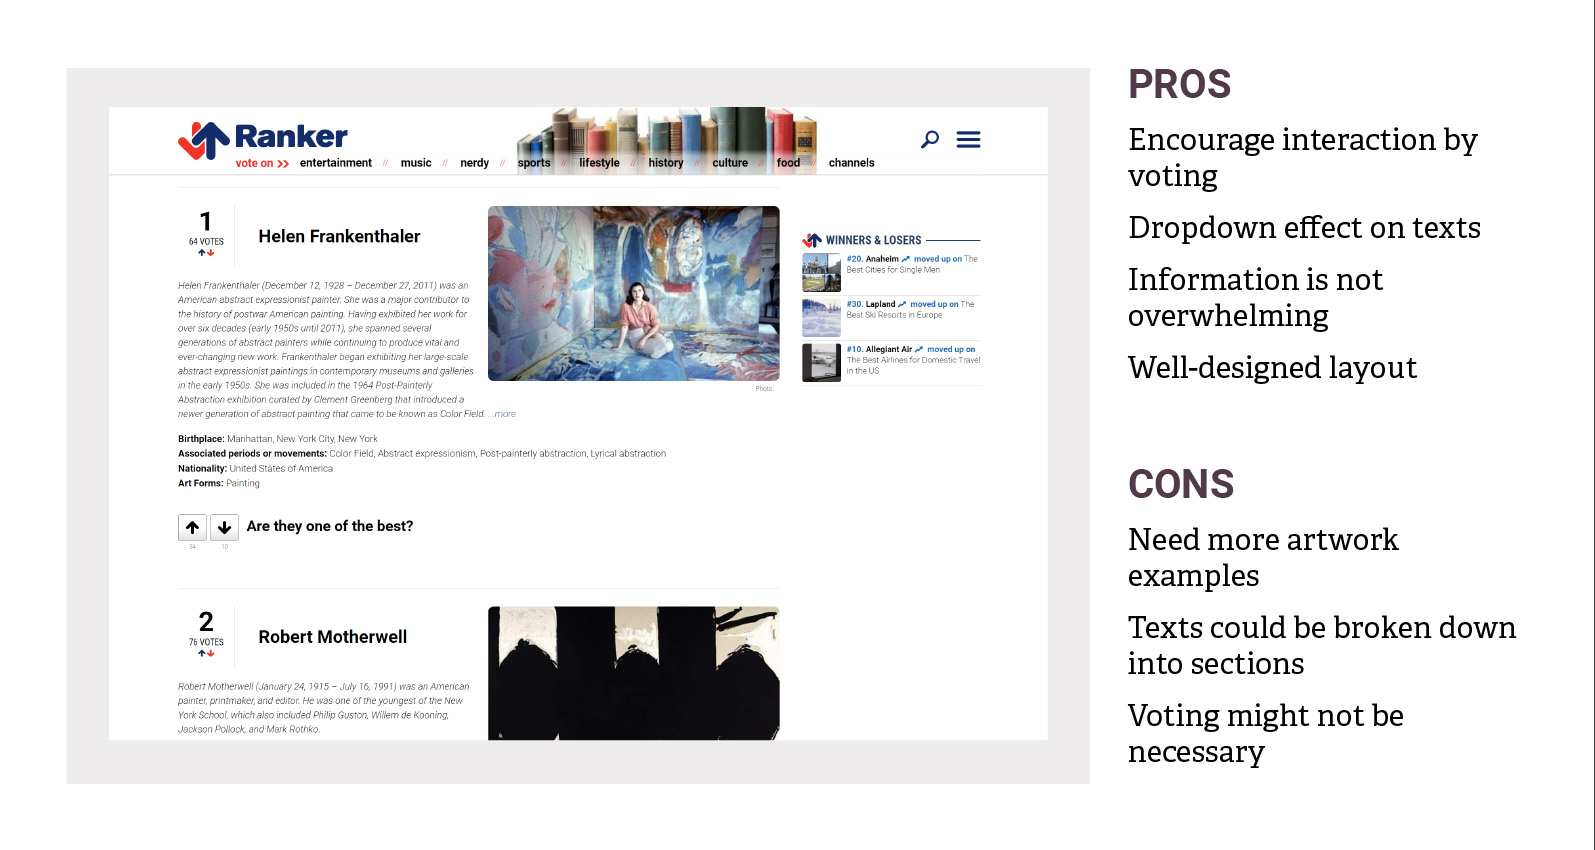 Ranker
vote on >> entertainment // music // nerdy // sports // lifestyle // history // culture // food // channels
1
64 VOTES
Helen Frankenthaler
Helen Frankenthaler (December 12, 1928 – December 27, 2011) was an
American abstract expressionist painter. She was a major contributor to
the history of postwar American painting. Having exhibited her work for
over six decades (early 1950s until 2011), she spanned several
generations of abstract painters while continuing to produce vital and
ever-changing new work. Frankenthaler began exhibiting her large-scale
abstract expressionist paintings in contemporary museums and galleries
in the early 1950s. She was included in the 1964 Post-Painterly
Abstraction exhibition curated by Clement Greenberg that introduced a
newer generation of abstract painting that came to be known as Color Field. ...more
Photo:
Birthplace: Manhattan, New York City, New York
Associated periods or movements: Color Field, Abstract expressionism, Post-painterly abstraction, Lyrical abstraction
Nationality: United States of America
Art Forms: Painting
Are they one of the best?
54 10
2
76 VOTES
Robert Motherwell
Robert Motherwell (January 24, 1915 – July 16, 1991) was an American
painter, printmaker, and editor. He was one of the youngest of the New
York School, which also included Philip Guston, Willem de Kooning,
Jackson Pollock, and Mark Rothko.
WINNERS & LOSERS
#20. Anaheim moved up on The
Best Cities for Single Men
#30. Lapland moved up on The
Best Ski Resorts in Europe
#10. Allegiant Air moved up on
The Best Airlines for Domestic Travel
in the US
PROS
Encourage interaction by
voting
Dropdown effect on texts
Information is not
overwhelming
Well-designed layout
CONS
Need more artwork
examples
Texts could be broken down
into sections
Voting might not be
necessary